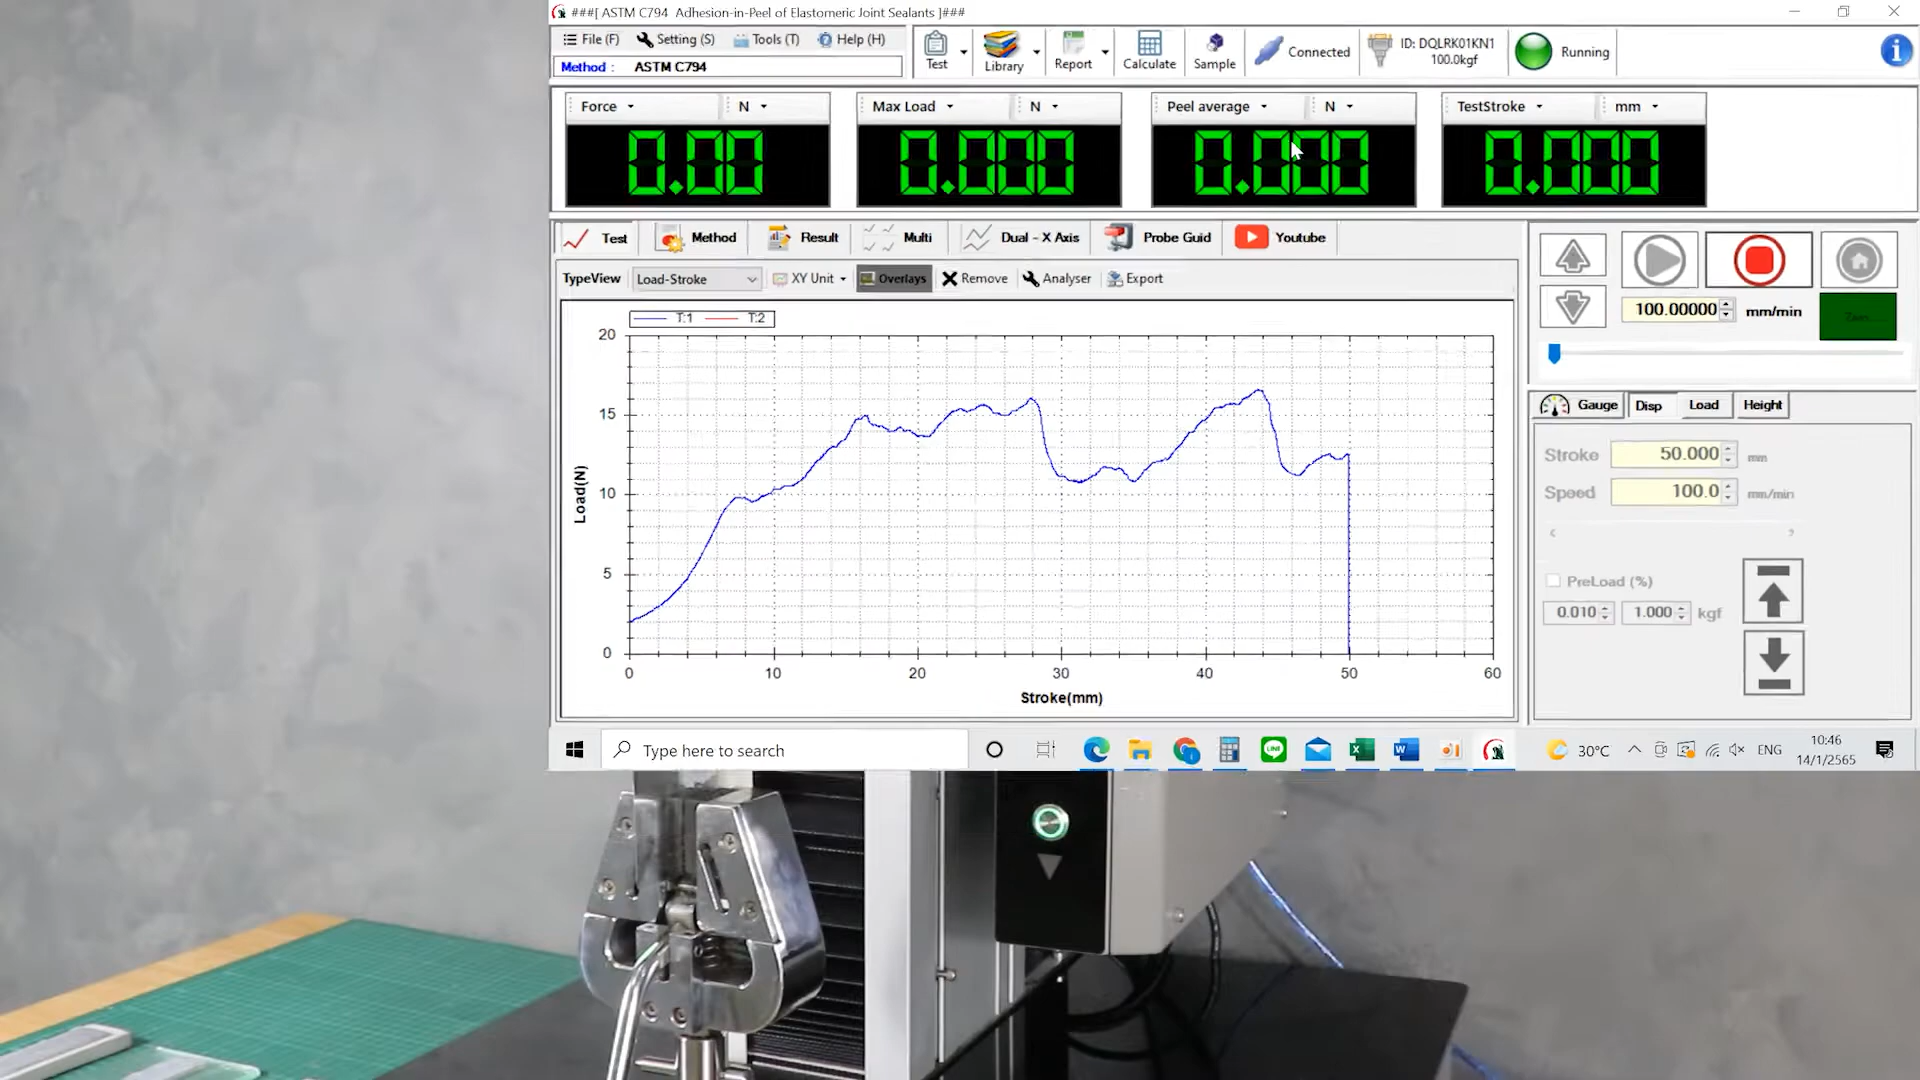 ###[ ASTM C794 Adhesion-in-Peel of Elastomeric Joint Sealants ]###
File (F) Setting (S) Tools (T) Help (H)
Method : ASTM C794
Test Library Report Calculate Sample Connected ID: DQLRK01KN1 100.0kgf Running
Force N Max Load N Peel average N TestStroke mm
0.00 0.000 0.000 0.000
Test Method Result Multi Dual - X Axis Probe Guid Youtube
TypeView Load-Stroke XY Unit Overlays Remove Analyser Export
T:1 T:2
20
15
10
5
0
Load(N)
0 10 20 30 40 50 60
Stroke(mm)
100.00000 mm/min
Gauge Disp Load Height
Stroke 50.000 mm
Speed 100.0 mm/min
PreLoad (%)
0.010 1.000 kgf
Type here to search
30°C ENG 10:46
14/1/2565